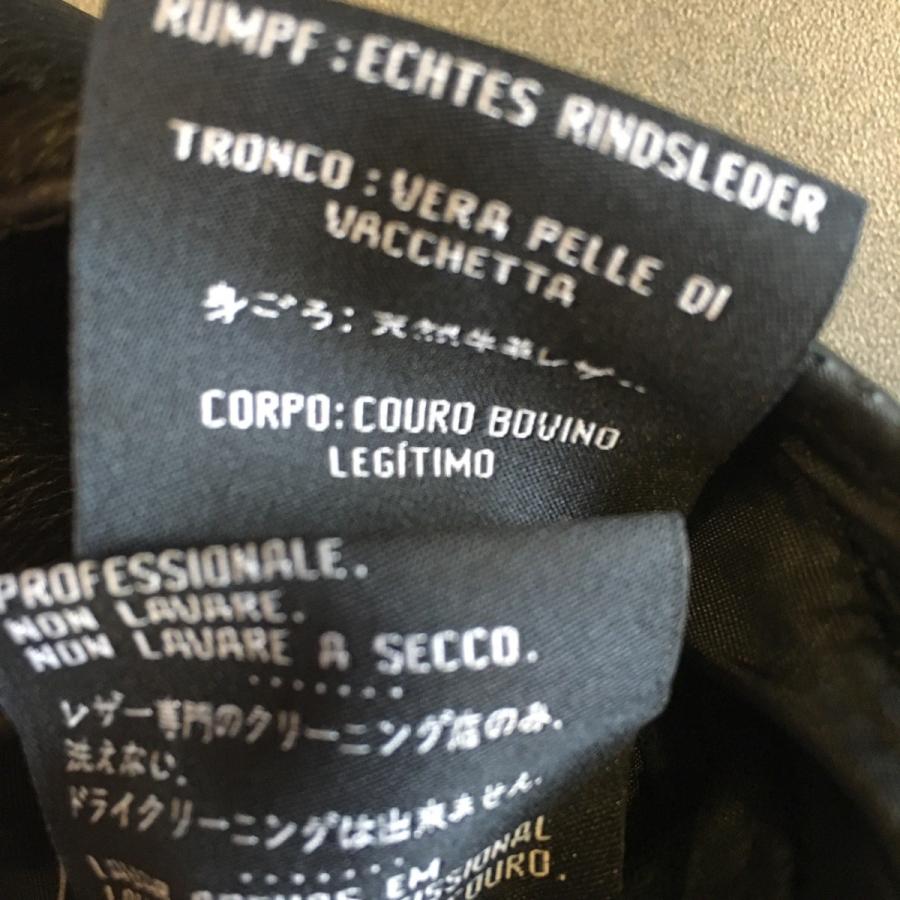 RUMPF:ECHTES RINDSLEDER
TRONCO:VERA PELLE DI
VACCHETTA
身ごろ:天然牛革レザー
CORPO:COURO BOVINO
LEGÍTIMO
PROFESSIONALE.
NON LAVARE.
NON LAVARE A SECCO.
レザー専門のクリーニング店のみ.
洗えない.
ドライクリーニングは出来ません.
EM